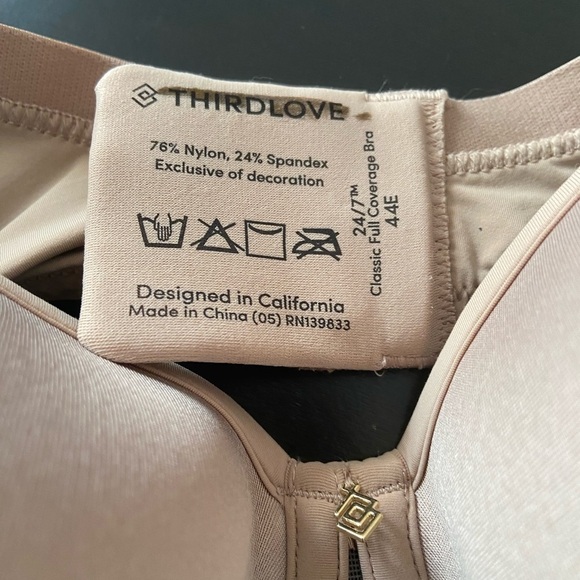 THIRDLOVE
76% Nylon, 24% Spandex
Exclusive of decoration
Designed in California
Made in China (05) RN139833
24/7™
Classic Full Coverage Bra
44E